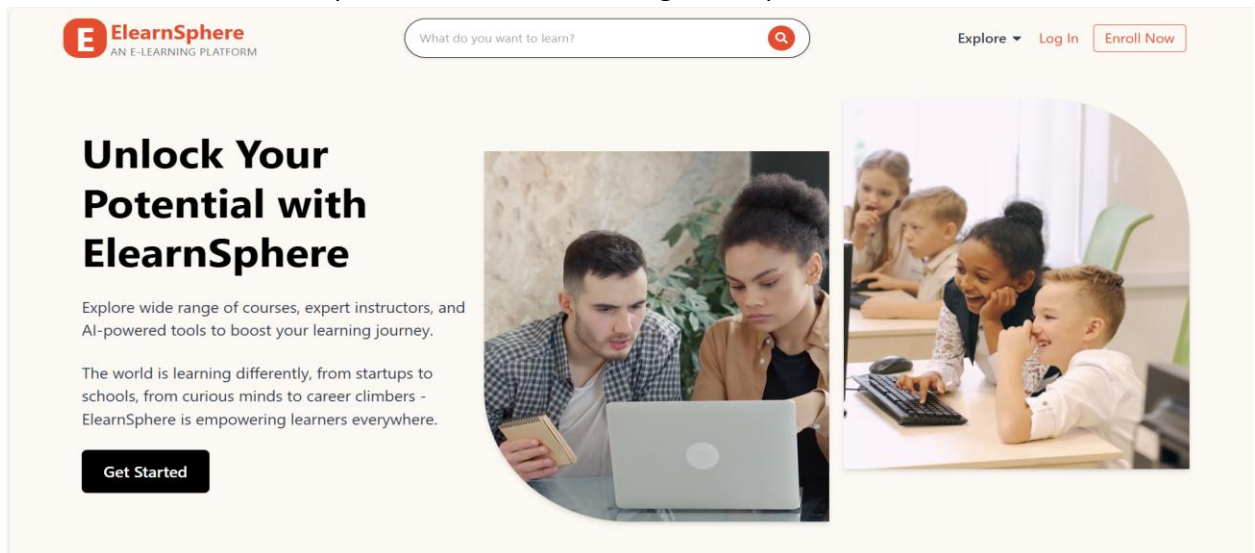 E
ElearnSphere
AN E-LEARNING PLATFORM
What do you want to learn?
Explore
Log In
Enroll Now
Unlock Your
Potential with
ElearnSphere
Explore wide range of courses, expert instructors, and
AI-powered tools to boost your learning journey.
The world is learning differently, from startups to
schools, from curious minds to career climbers -
ElearnSphere is empowering learners everywhere.
Get Started